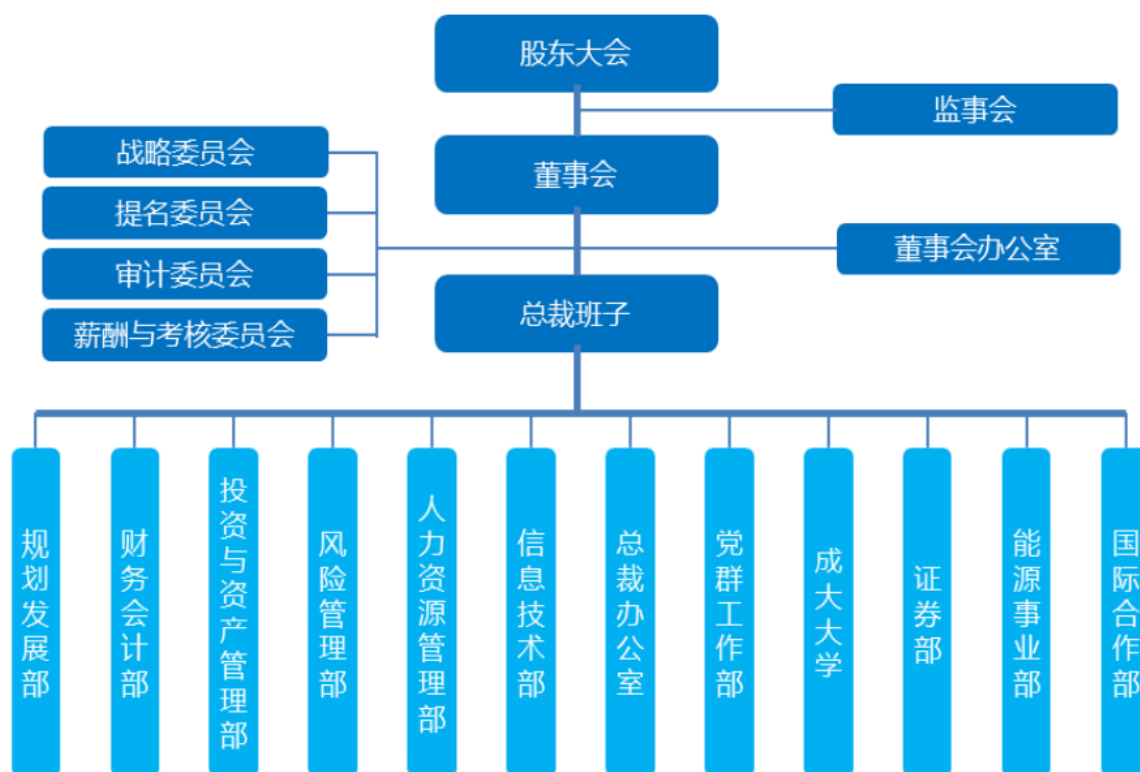 股东大会
监事会
战略委员会
董事会
提名委员会
审计委员会
董事会办公室
总裁班子
薪酬与考核委员会
规划发展部
财务会计部
投资与资产管理部
风险管理部
人力资源管理部
信息技术部
总裁办公室
党群工作部
成大大学
证券部
能源事业部
国际合作部